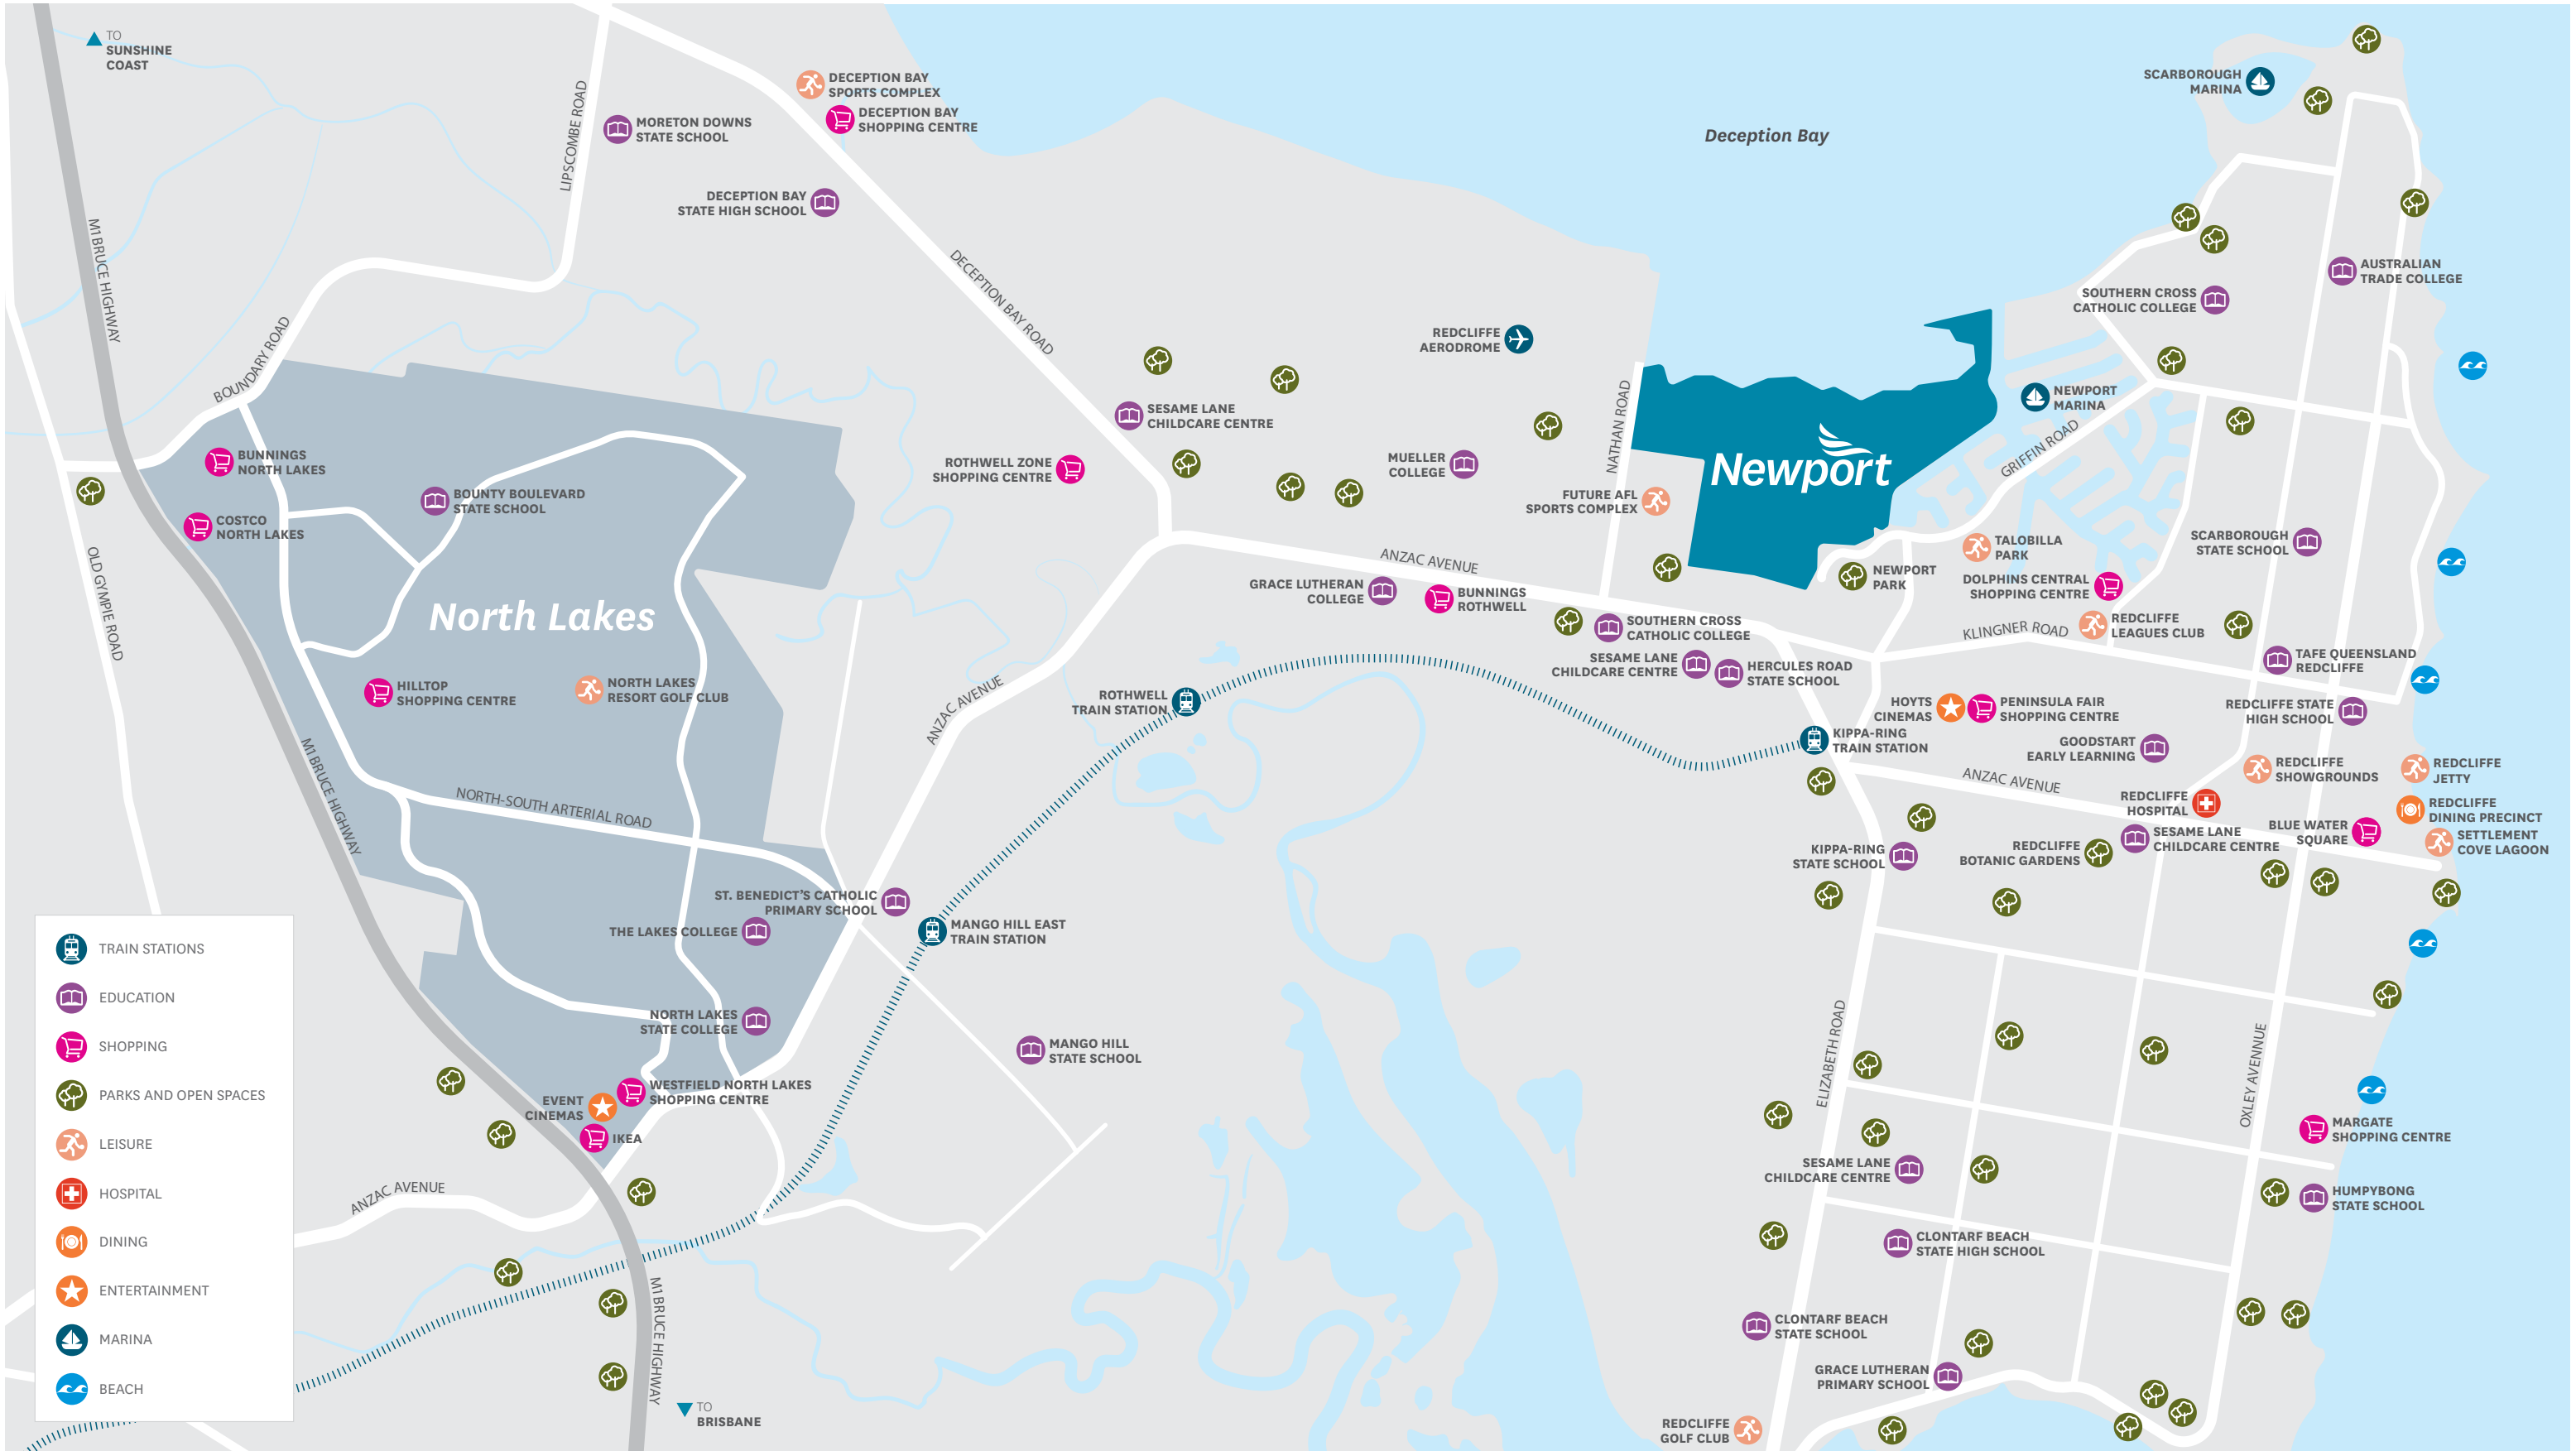 TO
SUNSHINE
COAST
M1 BRUCE HIGHWAY
LIPSCOMBE ROAD
DECEPTION BAY
SPORTS COMPLEX
DECEPTION BAY
SHOPPING CENTRE
MORETON DOWNS
STATE SCHOOL
DECEPTION BAY
STATE HIGH SCHOOL
Deception Bay
SCARBOROUGH
MARINA
DECEPTION BAY ROAD
BOUNDARY ROAD
AUSTRALIAN
TRADE COLLEGE
SOUTHERN CROSS
CATHOLIC COLLEGE
REDCLIFFE
AERODROME
NATHAN ROAD
NEWPORT
MARINA
GRIFFIN ROAD
Newport
SESAME LANE
CHILDCARE CENTRE
ROTHWELL ZONE
SHOPPING CENTRE
MUELLER
COLLEGE
FUTURE AFL
SPORTS COMPLEX
BUNNINGS
NORTH LAKES
BOUNTY BOULEVARD
STATE SCHOOL
COSTCO
NORTH LAKES
OLD GYMPIE ROAD
North Lakes
ANZAC AVENUE
GRACE LUTHERAN
COLLEGE
BUNNINGS
ROTHWELL
TALOBILLA
PARK
NEWPORT
PARK
DOLPHINS CENTRAL
SHOPPING CENTRE
SCARBOROUGH
STATE SCHOOL
SOUTHERN CROSS
CATHOLIC COLLEGE
KLINGNER ROAD
REDCLIFFE
LEAGUES CLUB
SESAME LANE
CHILDCARE CENTRE
HERCULES ROAD
STATE SCHOOL
TAFE QUEENSLAND
REDCLIFFE
HILLTOP
SHOPPING CENTRE
NORTH LAKES
RESORT GOLF CLUB
ANZAC AVENUE
ROTHWELL
TRAIN STATION
HOYTS
CINEMAS
PENINSULA FAIR
SHOPPING CENTRE
REDCLIFFE STATE
HIGH SCHOOL
KIPPA-RING
TRAIN STATION
GOODSTART
EARLY LEARNING
M1 BRUCE HIGHWAY
NORTH-SOUTH ARTERIAL ROAD
ANZAC AVENUE
REDCLIFFE
SHOWGROUNDS
REDCLIFFE
JETTY
REDCLIFFE
HOSPITAL
REDCLIFFE
DINING PRECINCT
BLUE WATER
SQUARE
SETTLEMENT
COVE LAGOON
SESAME LANE
CHILDCARE CENTRE
KIPPA-RING
STATE SCHOOL
REDCLIFFE
BOTANIC GARDENS
ST. BENEDICT'S CATHOLIC
PRIMARY SCHOOL
THE LAKES COLLEGE
MANGO HILL EAST
TRAIN STATION
NORTH LAKES
STATE COLLEGE
MANGO HILL
STATE SCHOOL
ELIZABETH ROAD
OXLEY AVENNUE
WESTFIELD NORTH LAKES
SHOPPING CENTRE
EVENT
CINEMAS
IKEA
MARGATE
SHOPPING CENTRE
SESAME LANE
CHILDCARE CENTRE
HUMPYBONG
STATE SCHOOL
ANZAC AVENUE
CLONTARF BEACH
STATE HIGH SCHOOL
M1 BRUCE HIGHWAY
CLONTARF BEACH
STATE SCHOOL
GRACE LUTHERAN
PRIMARY SCHOOL
REDCLIFFE
GOLF CLUB
TO
BRISBANE
TRAIN STATIONS
EDUCATION
SHOPPING
PARKS AND OPEN SPACES
LEISURE
HOSPITAL
DINING
ENTERTAINMENT
MARINA
BEACH